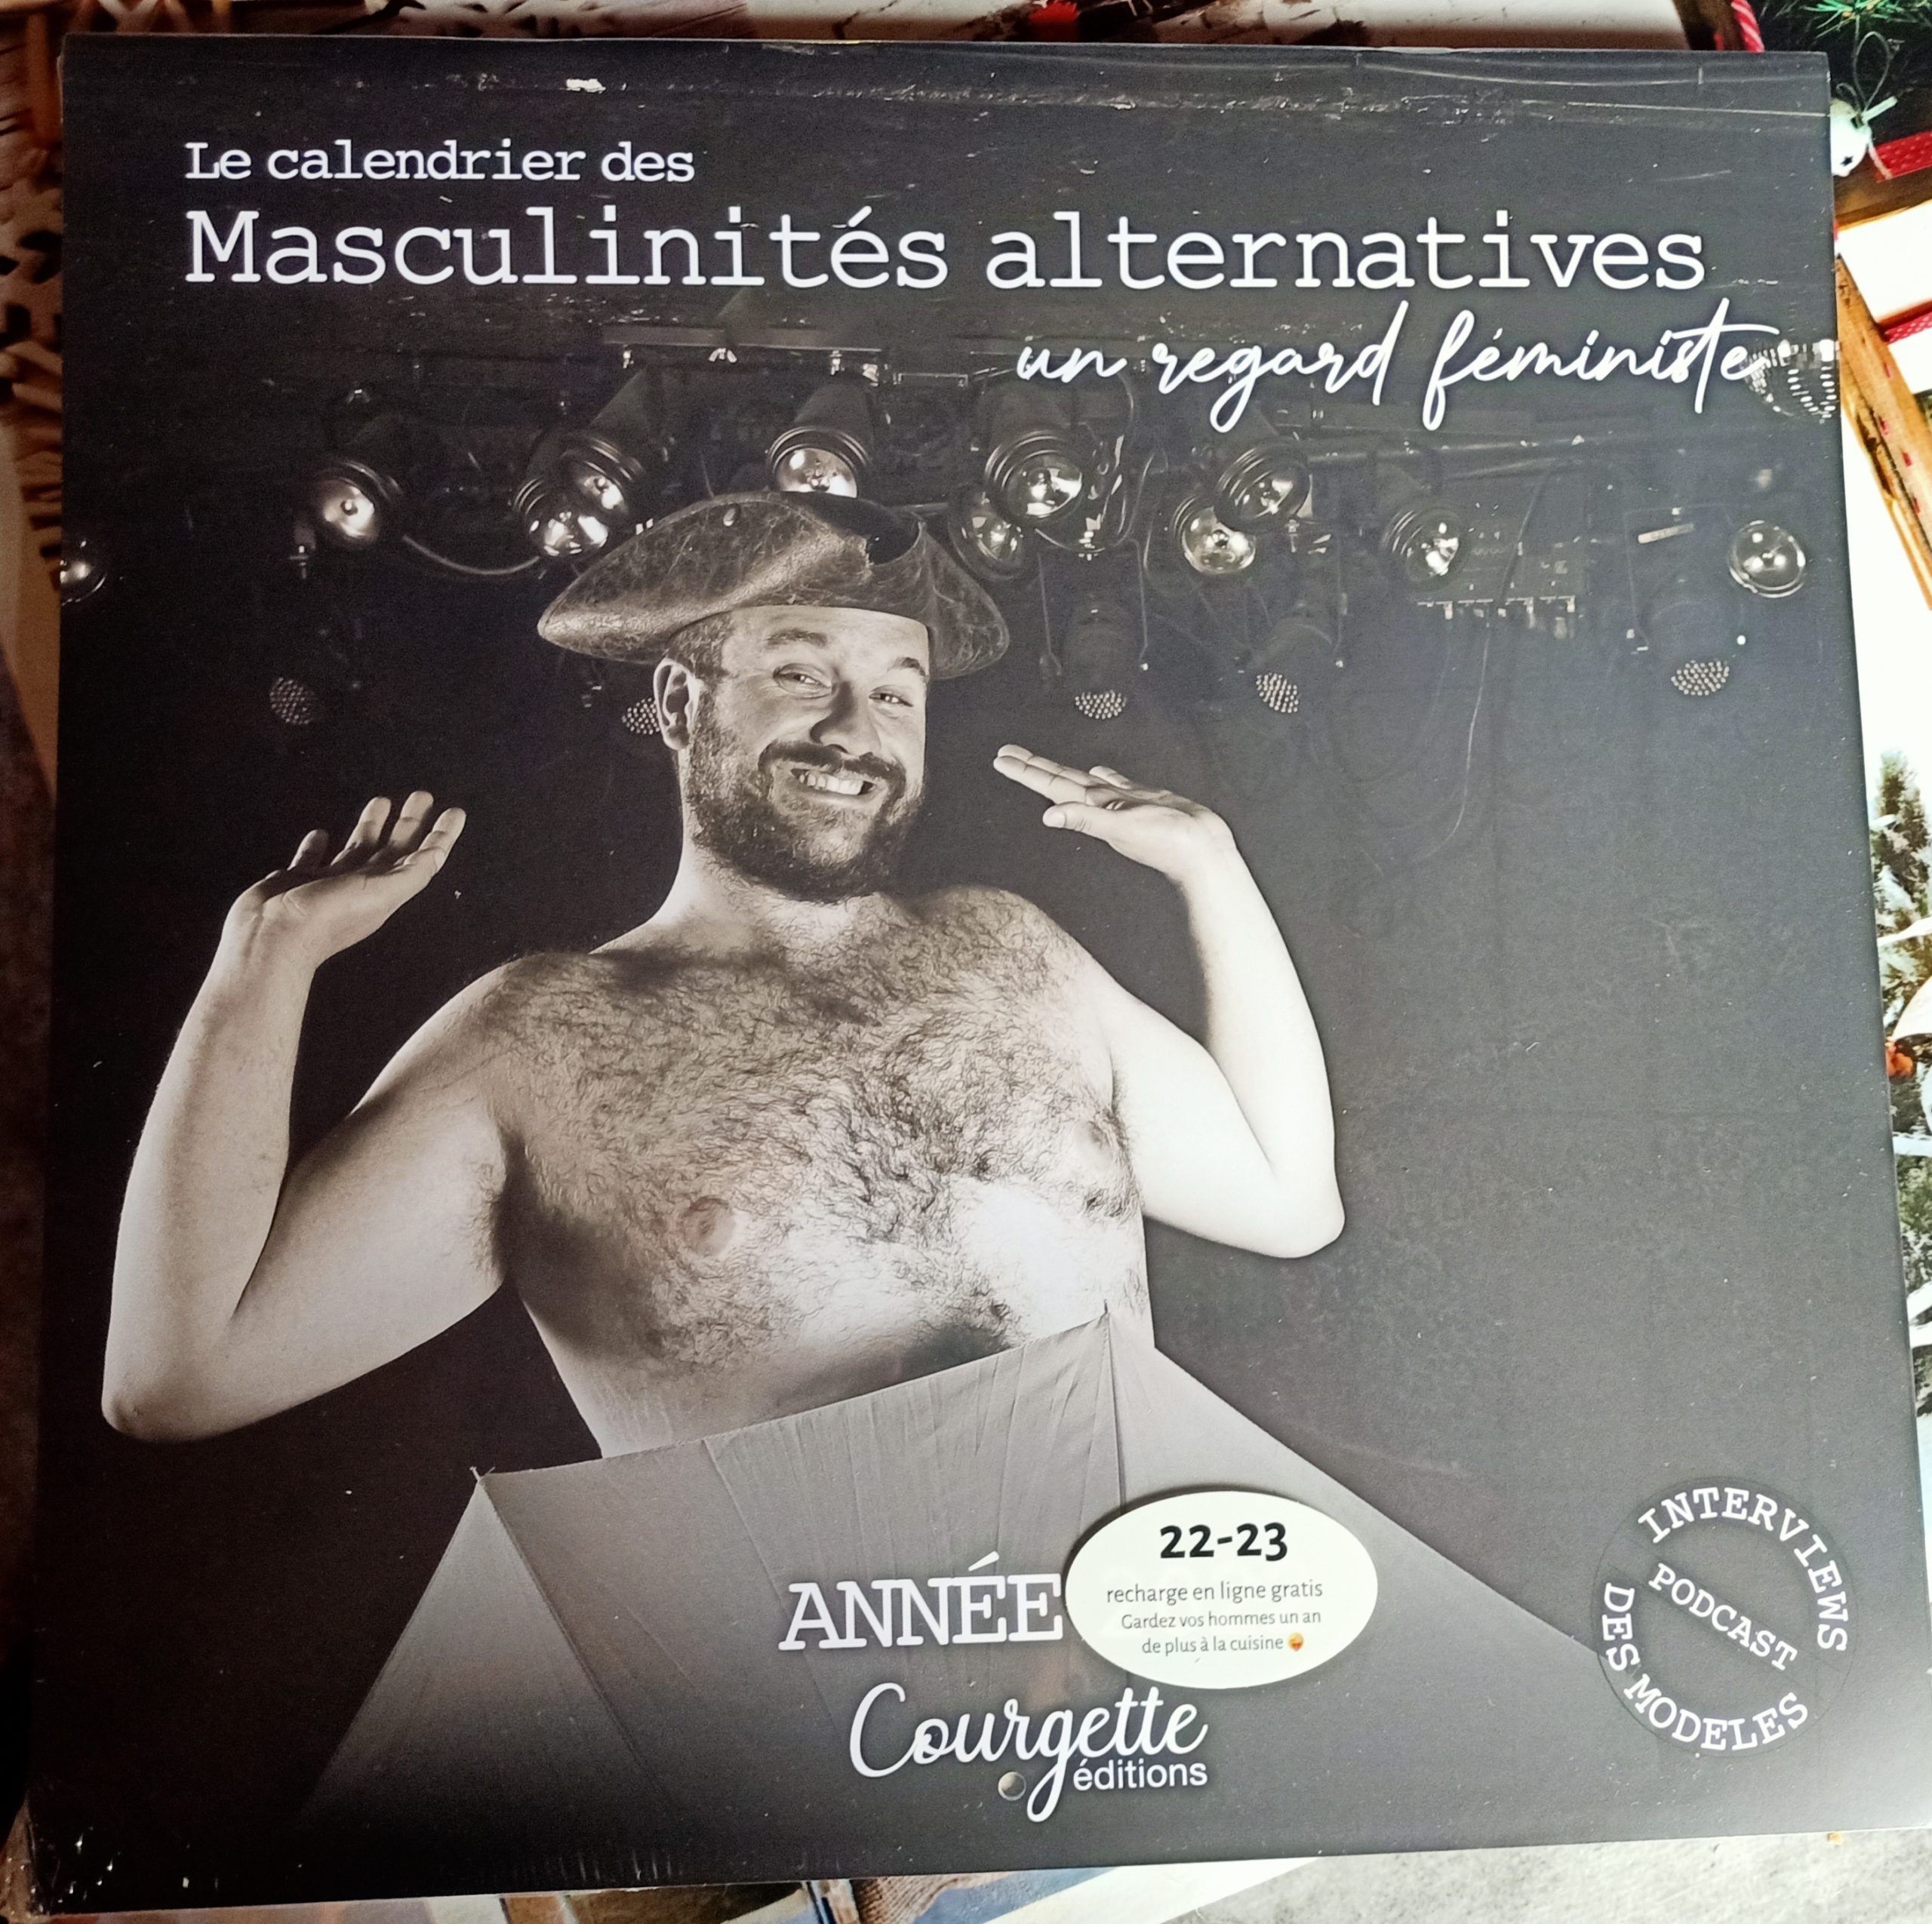 Le calendrier des
Masculinités alternatives
un regard féministe
ANNÉE
22-23
recharge en ligne gratis
Gardez vos hommes un an
de plus à la cuisine 😍
Courgette
éditions
INTERVIEWS
PODCAST
DES MODELES